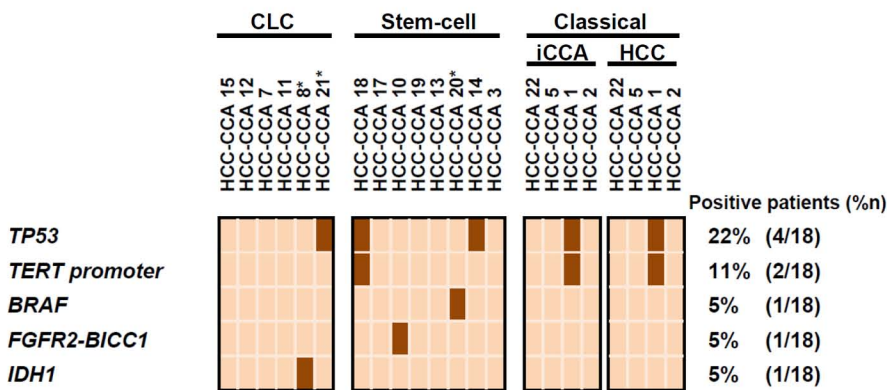 CLC Stem-cell Classical
iCCA HCC
HCC-CCA 15
HCC-CCA 12
HCC-CCA 7
HCC-CCA 11
HCC-CCA 8*
HCC-CCA 21*
HCC-CCA 18
HCC-CCA 17
HCC-CCA 10
HCC-CCA 19
HCC-CCA 13
HCC-CCA 20*
HCC-CCA 14
HCC-CCA 3
HCC-CCA 22
HCC-CCA 5
HCC-CCA 1
HCC-CCA 2
HCC-CCA 22
HCC-CCA 5
HCC-CCA 1
HCC-CCA 2
Positive patients (%n)
TP53 22% (4/18)
TERT promoter 11% (2/18)
BRAF 5% (1/18)
FGFR2-BICC1 5% (1/18)
IDH1 5% (1/18)